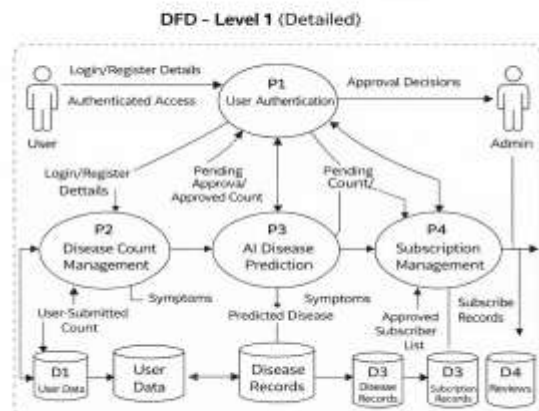 DFD - Level 1 (Detailed)
Login/Register Details
Authenticated Access
User
P1
User Authentication
Approval Decisions
Admin
Login/Register
Dettails
Pending
Approva/
Approved Count
Pending
Count/
P2
Disease Count
Management
P3
AI Disease
Prediction
P4
Subscription
Management
User-Submitted
Count
Symptoms
Symptoms
Predicted Disease
Approved
Subscriber
List
Subscribe
Records
D1
User Data
User
Data
Disease
Records
D3
Disease
Records
D3
Subcription
Records
D4
Reviews